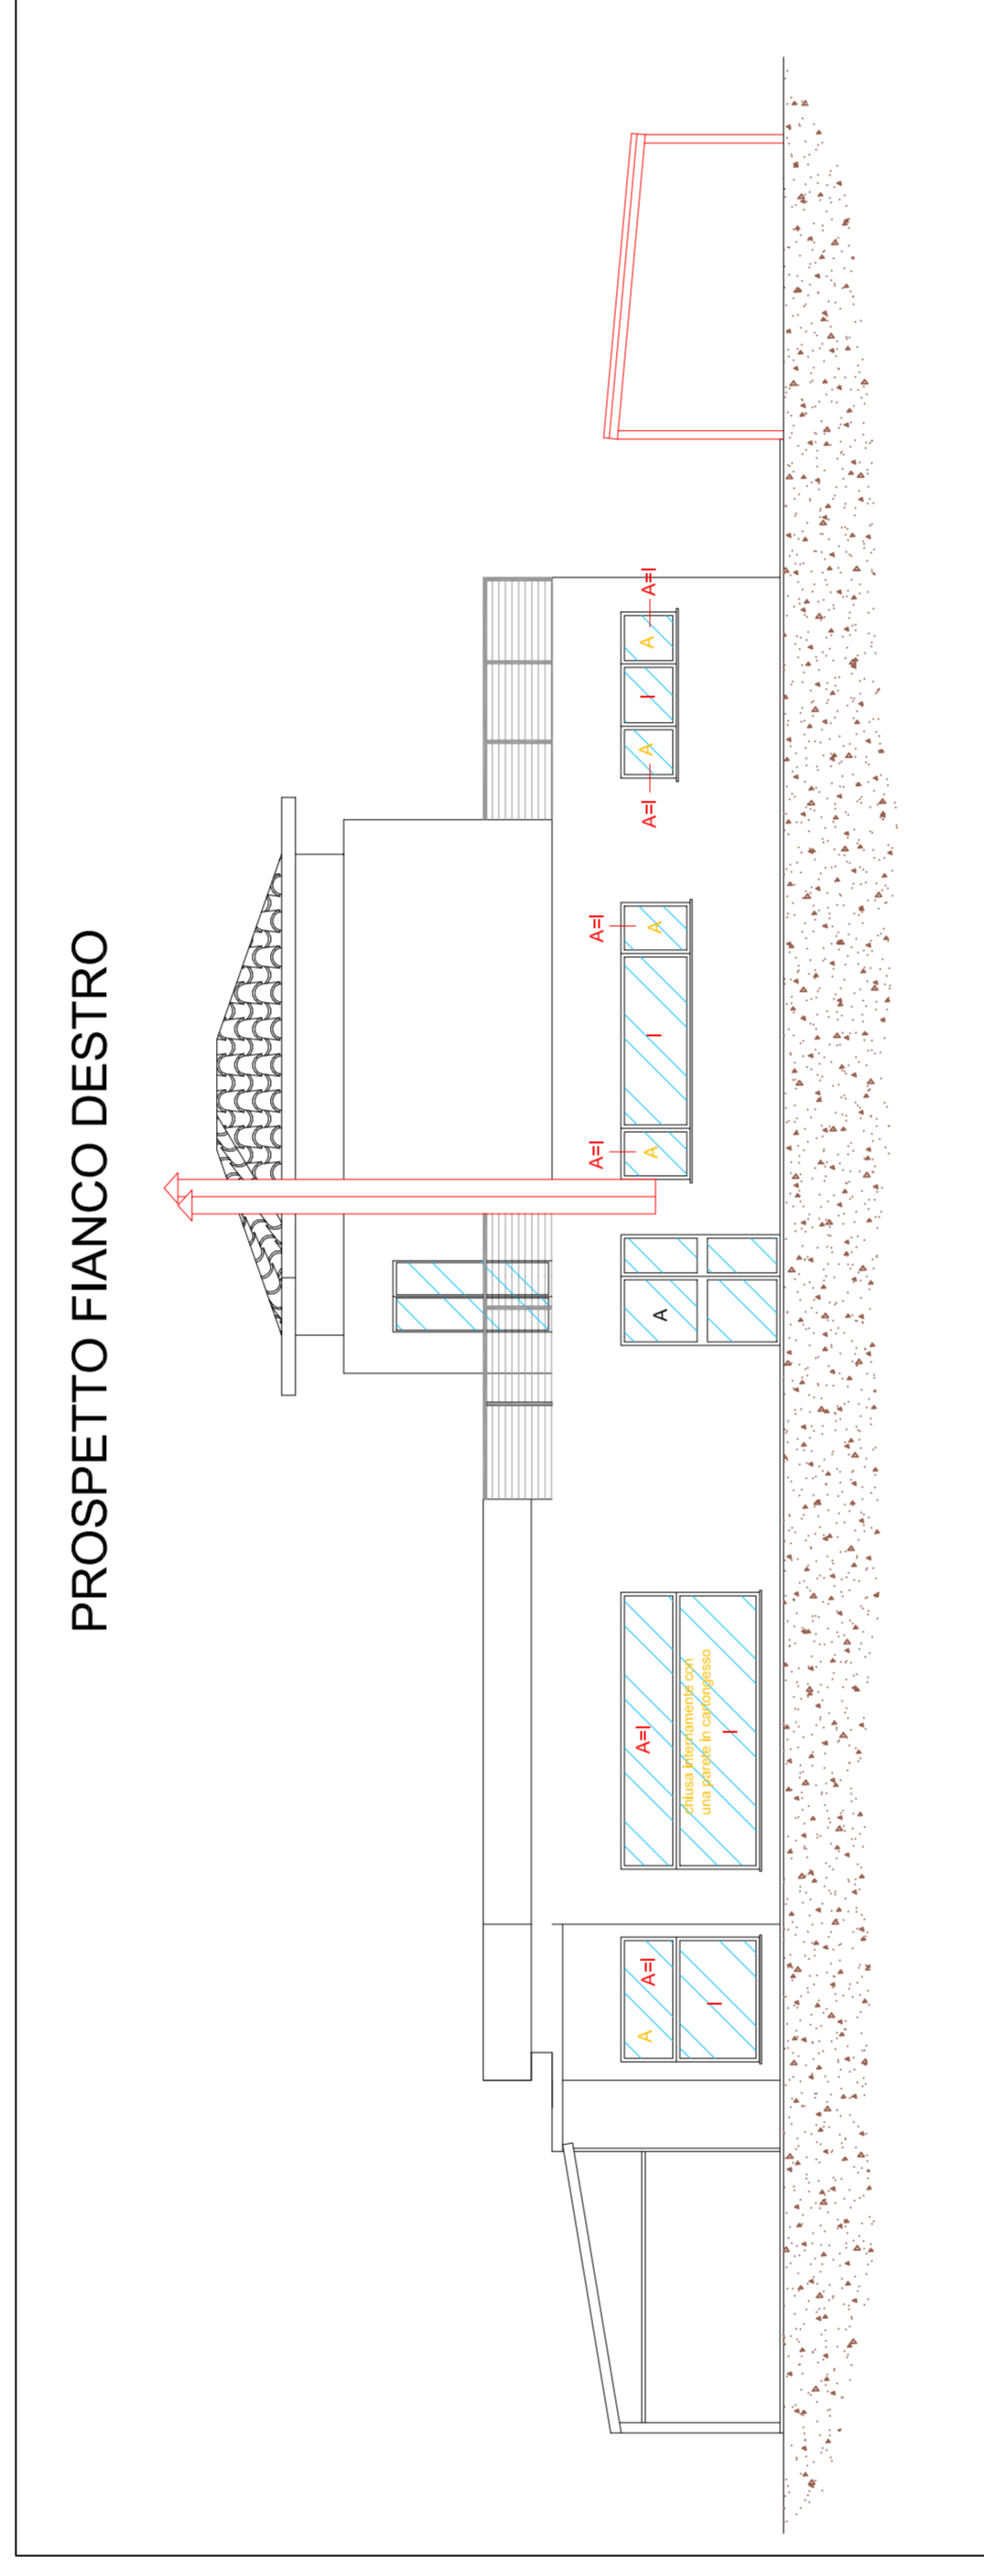 PROSPETTO FIANCO DESTRO
A
A=I
I
A=I
chiusa internamente con
una parete in cartongesso
I
A
A=I
A
I
A=I
A
A=I
A
I
A
A=I